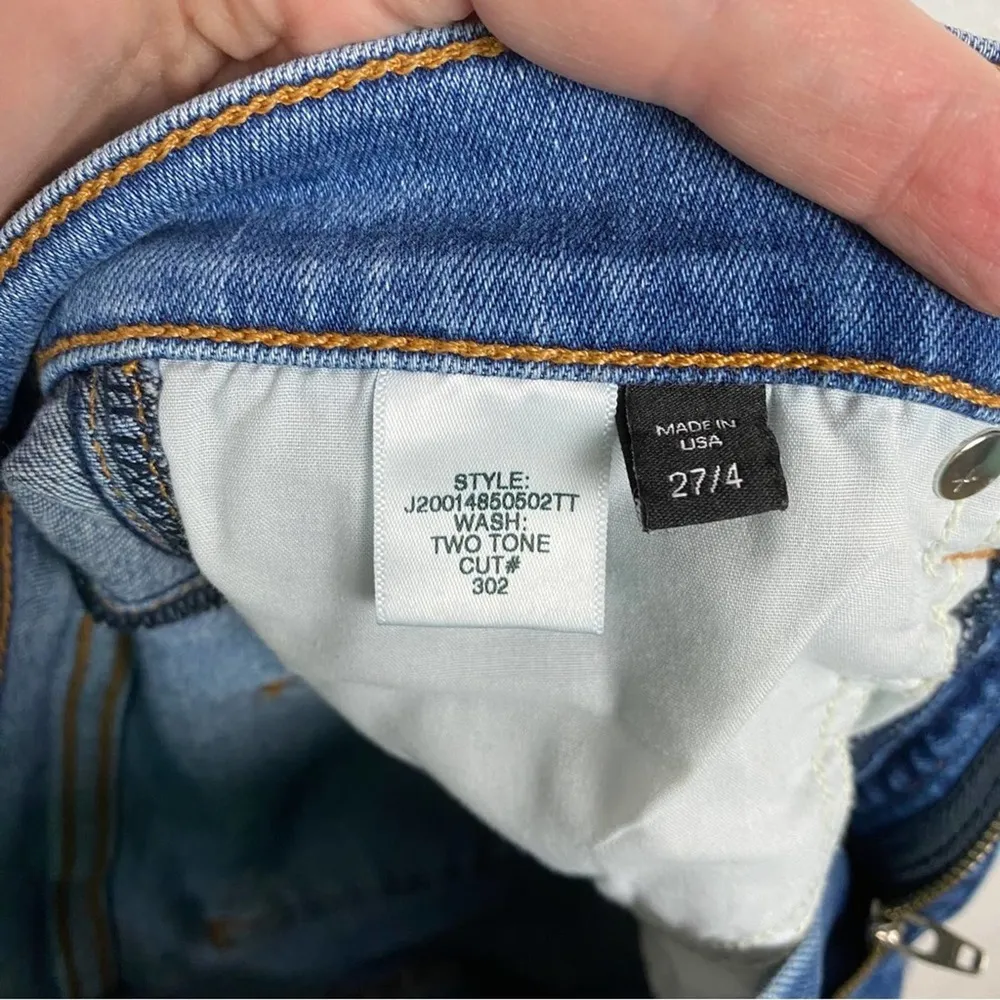 STYLE:
J20014850502TT
WASH:
TWO TONE
CUT#
302
MADE IN
USA
27/4